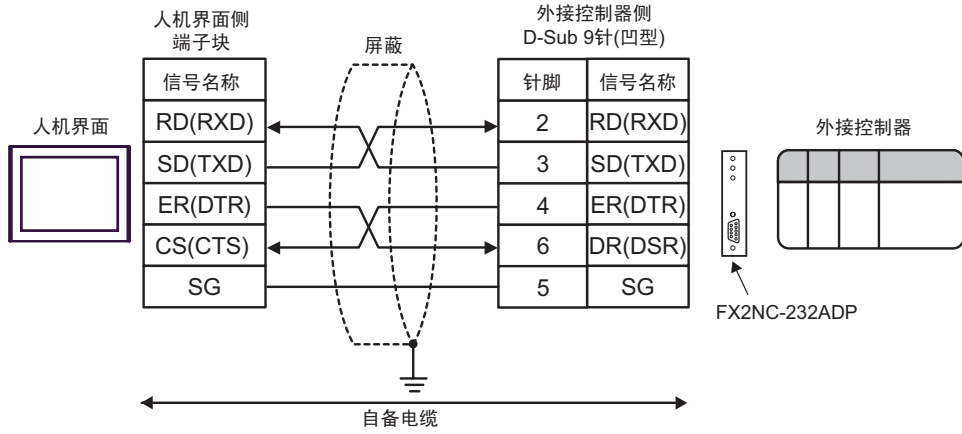 人机界面侧
端子块
屏蔽
外接控制器侧
D-Sub 9针(凹型)
信号名称
针脚
信号名称
人机界面
RD(RXD)
2
RD(RXD)
外接控制器
SD(TXD)
3
SD(TXD)
ER(DTR)
4
ER(DTR)
CS(CTS)
6
DR(DSR)
SG
5
SG
FX2NC-232ADP
自备电缆